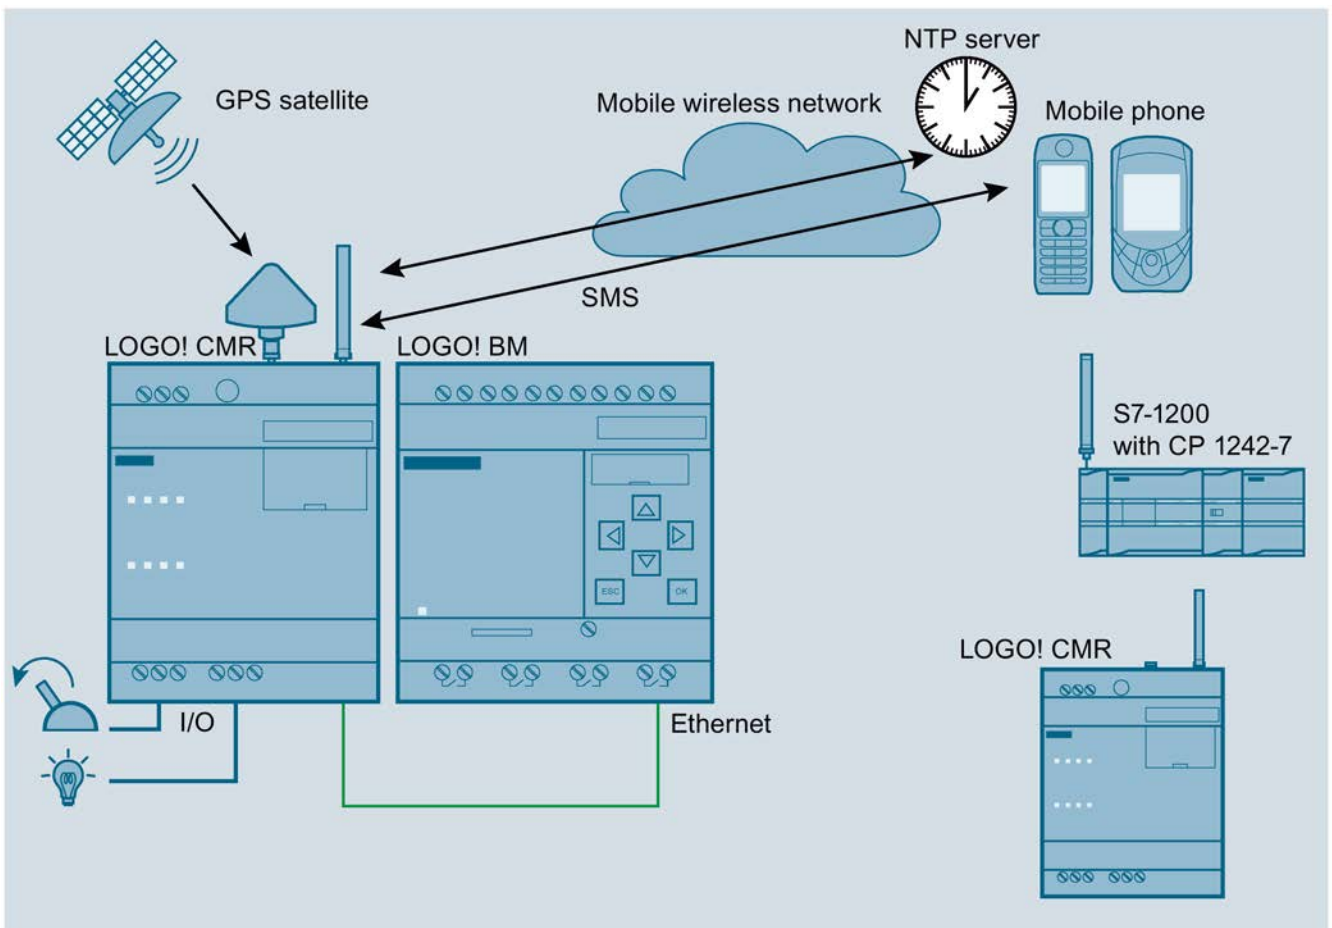 NTP server
GPS satellite
Mobile wireless network
Mobile phone
SMS
LOGO! CMR
LOGO! BM
S7-1200
with CP 1242-7
ESC
OK
LOGO! CMR
I/O
Ethernet